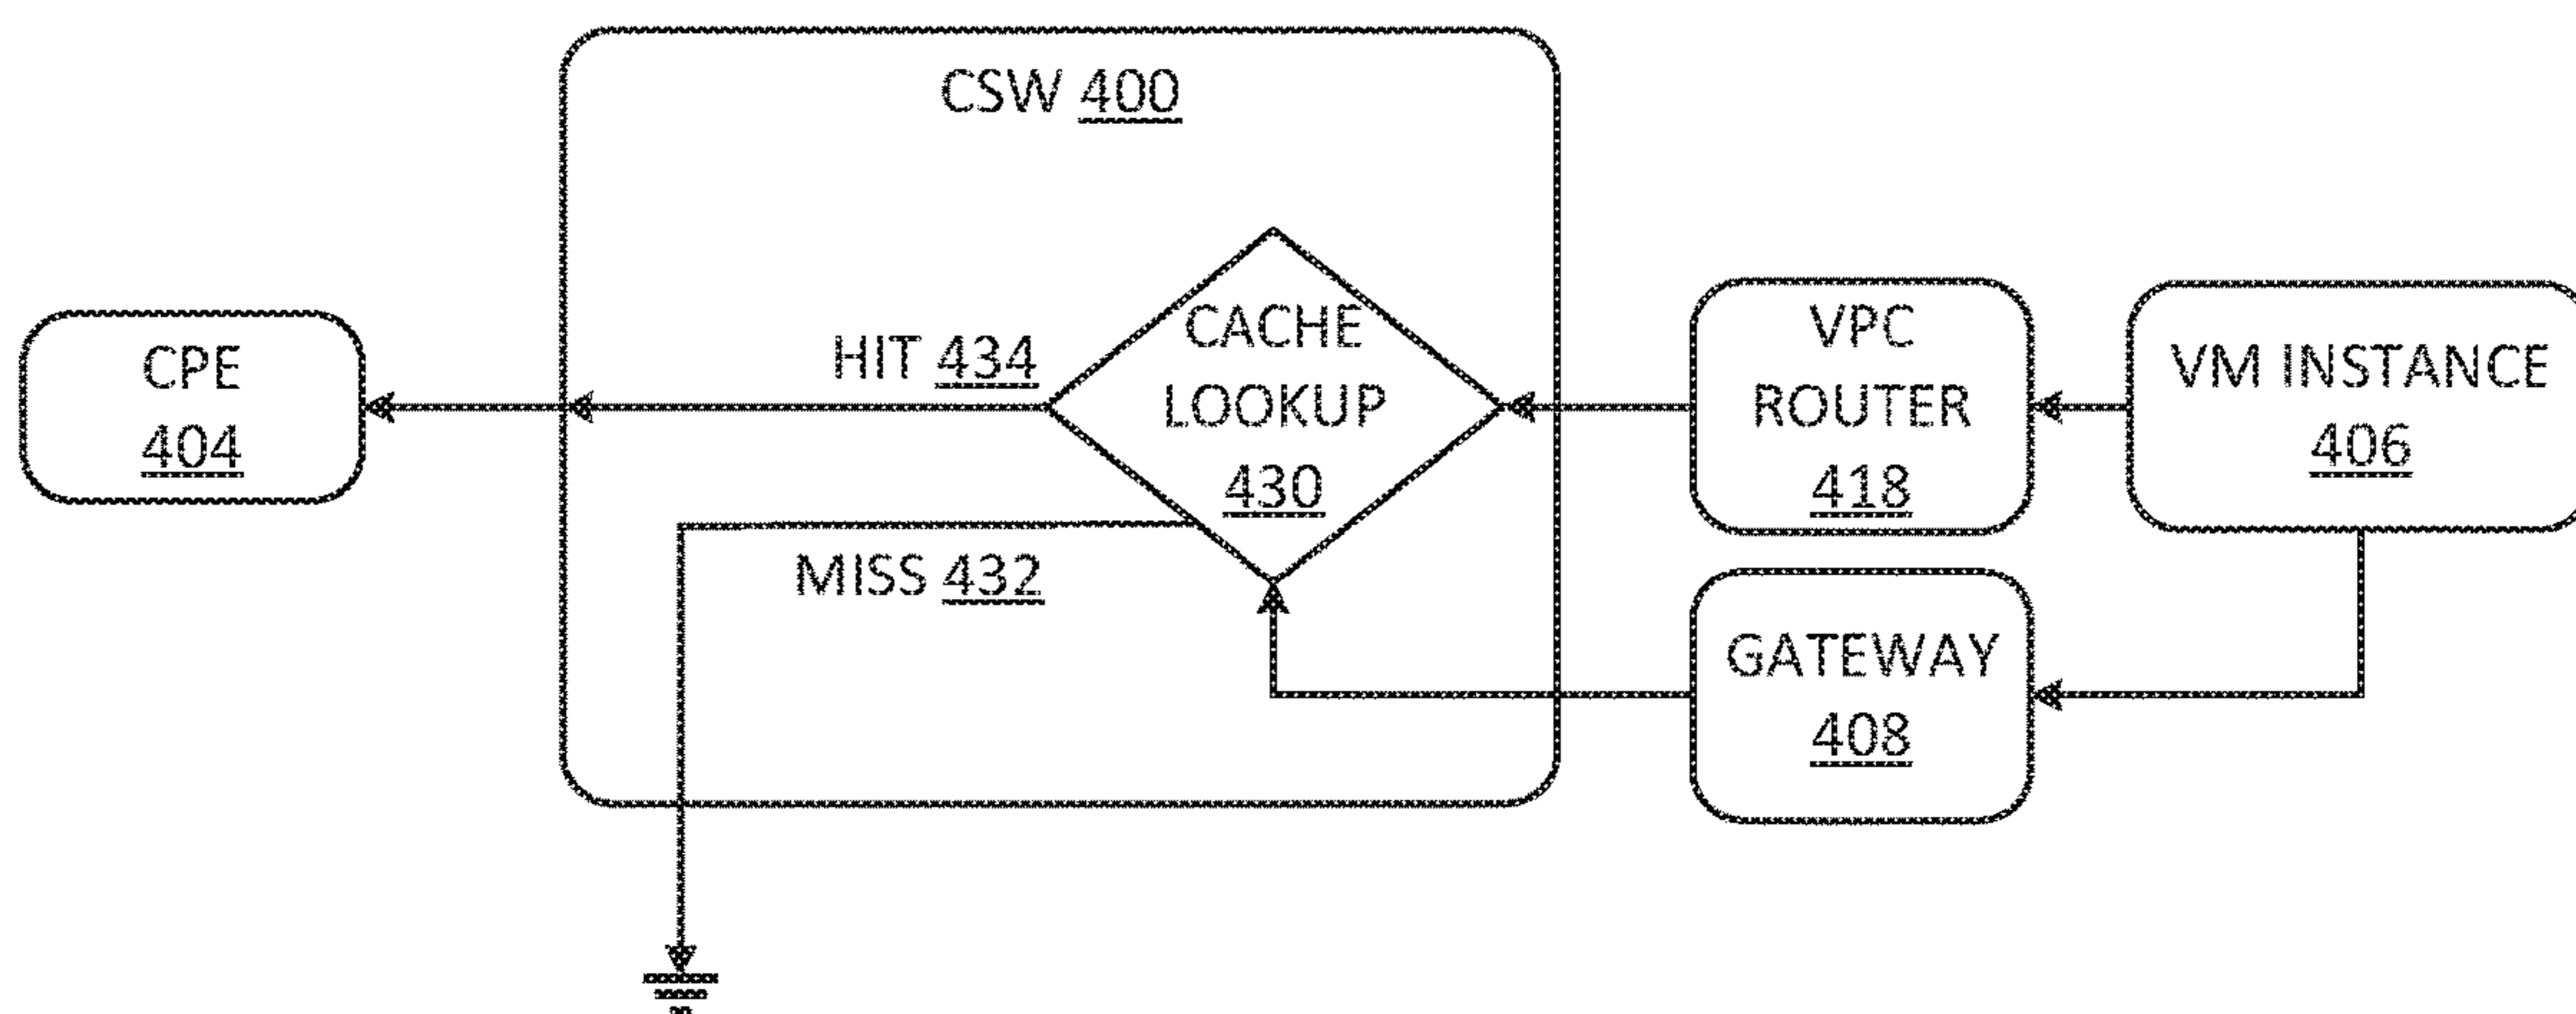 CSW 400
CPE
404
HIT 434
MISS 432
CACHE
LOOKUP
430
VPC
ROUTER
418
VM INSTANCE
406
GATEWAY
408